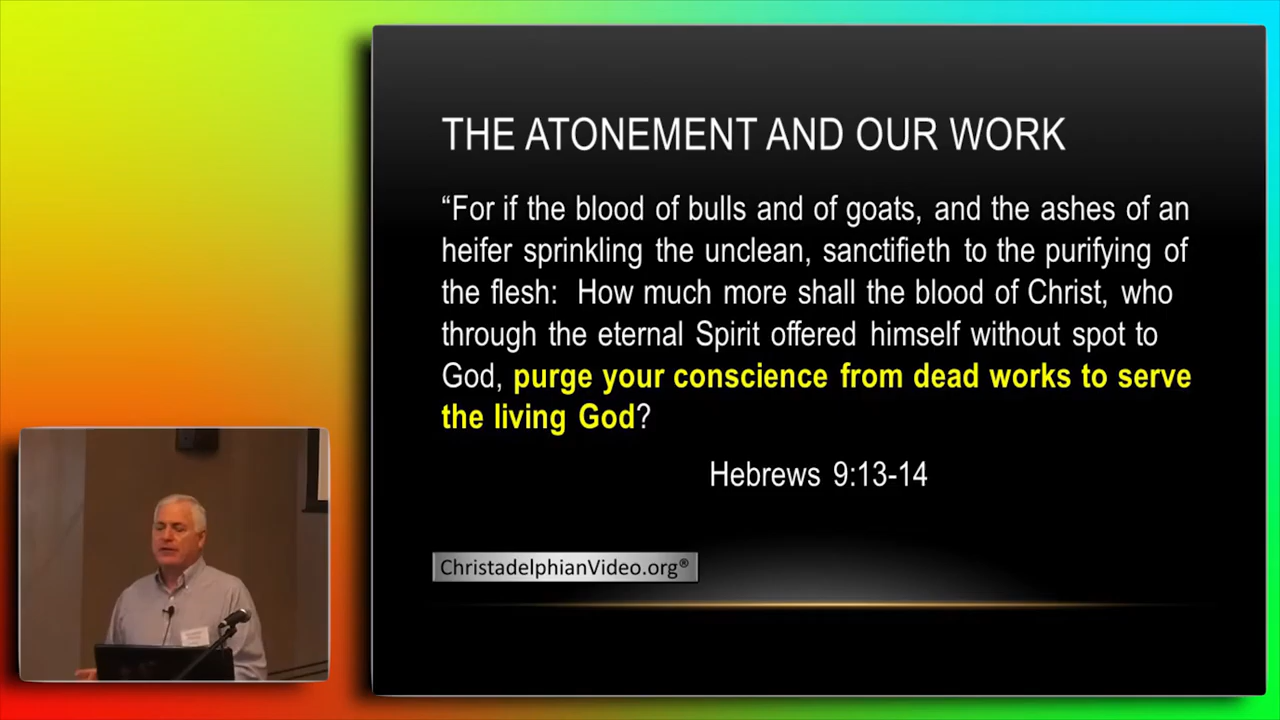 THE ATONEMENT AND OUR WORK
“For if the blood of bulls and of goats, and the ashes of an
heifer sprinkling the unclean, sanctifieth to the purifying of
the flesh:  How much more shall the blood of Christ, who
through the eternal Spirit offered himself without spot to
God, purge your conscience from dead works to serve
the living God?
Hebrews 9:13-14
ChristadelphianVideo.org®